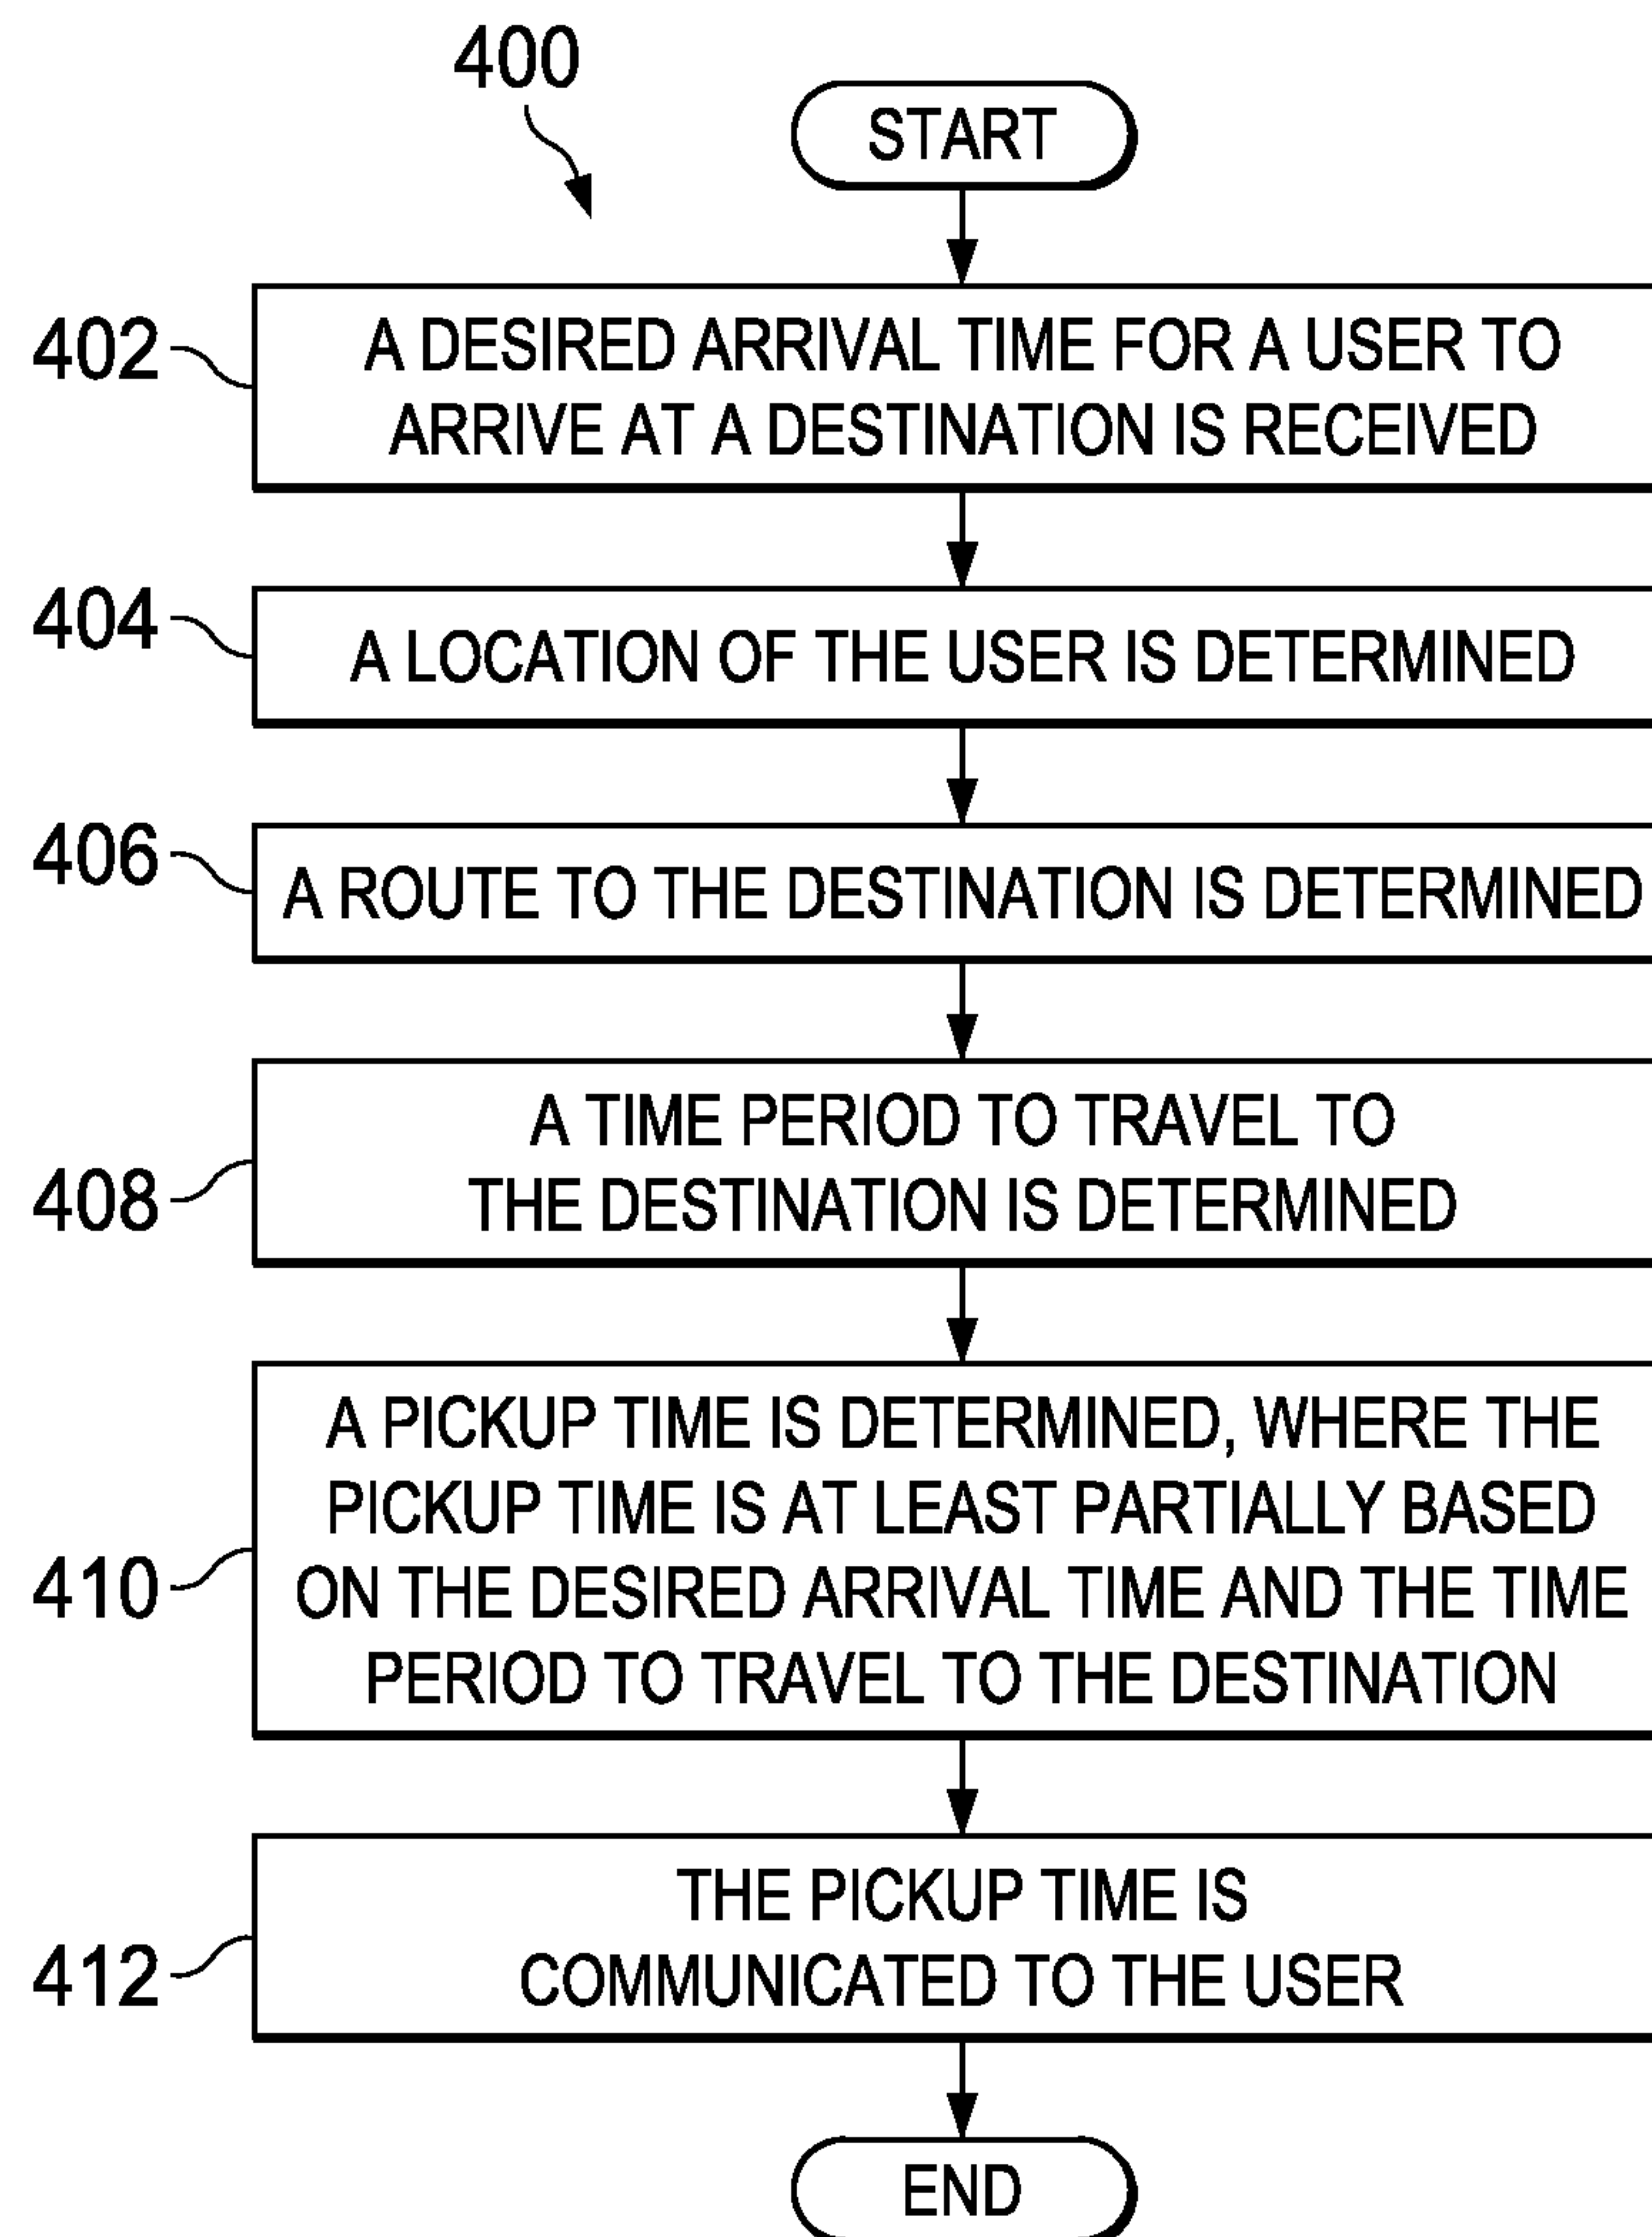 400
START
402
A DESIRED ARRIVAL TIME FOR A USER TO
ARRIVE AT A DESTINATION IS RECEIVED
404
A LOCATION OF THE USER IS DETERMINED
406
A ROUTE TO THE DESTINATION IS DETERMINED
408
A TIME PERIOD TO TRAVEL TO
THE DESTINATION IS DETERMINED
410
A PICKUP TIME IS DETERMINED, WHERE THE
PICKUP TIME IS AT LEAST PARTIALLY BASED
ON THE DESIRED ARRIVAL TIME AND THE TIME
PERIOD TO TRAVEL TO THE DESTINATION
412
THE PICKUP TIME IS
COMMUNICATED TO THE USER
END